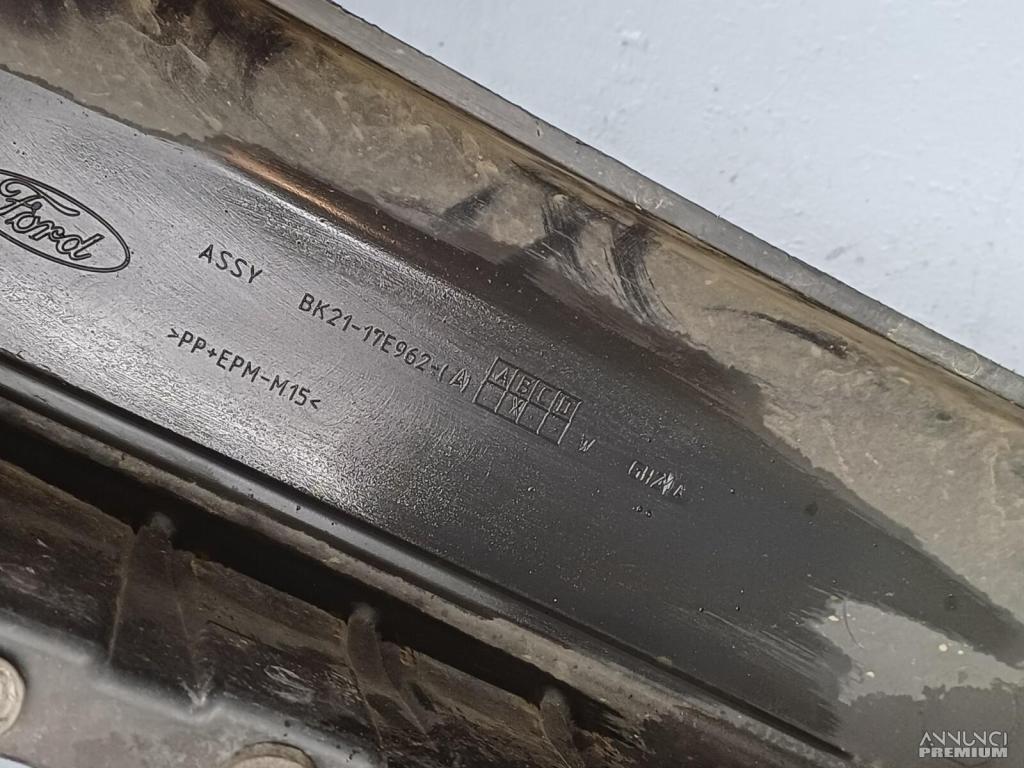 Ford
ASSY BK21-17E962-(A)
A B C D
W
>PP+EPM-M15<
ANNUNCI
PREMIUM